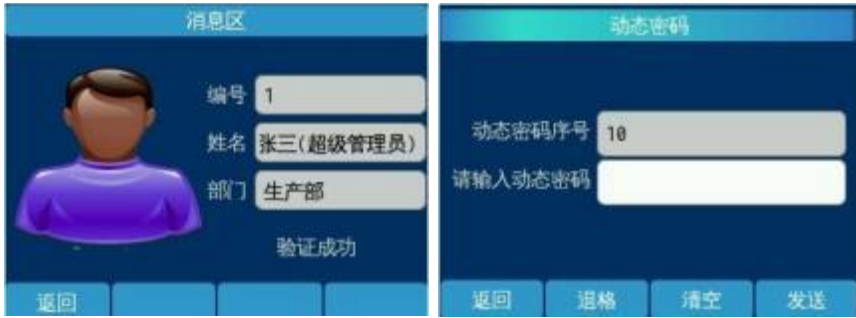 消息区
编号 1
姓名 张三(超级管理员)
部门 生产部
验证成功
返回
动态密码
动态密码序号 10
请输入动态密码
返回 退格 清空 发送